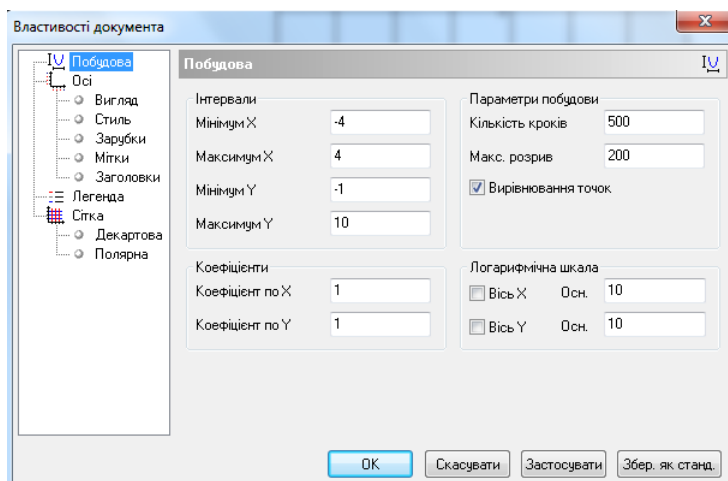 Властивості документа
Побудова
Осі
Вигляд
Стиль
Зарубки
Мітки
Заголовки
Легенда
Сітка
Декартова
Полярна
Побудова
Інтервали
Мінімум X -4
Максимум X 4
Мінімум Y -1
Максимум Y 10
Параметри побудови
Кількість кроків 500
Макс. розрив 200
Вирівнювання точок
Коефіцієнти
Коефіцієнт по X 1
Коефіцієнт по Y 1
Логарифмічна шкала
Вісь X Осн. 10
Вісь Y Осн. 10
OK Скасувати Застосувати Збер. як станд.